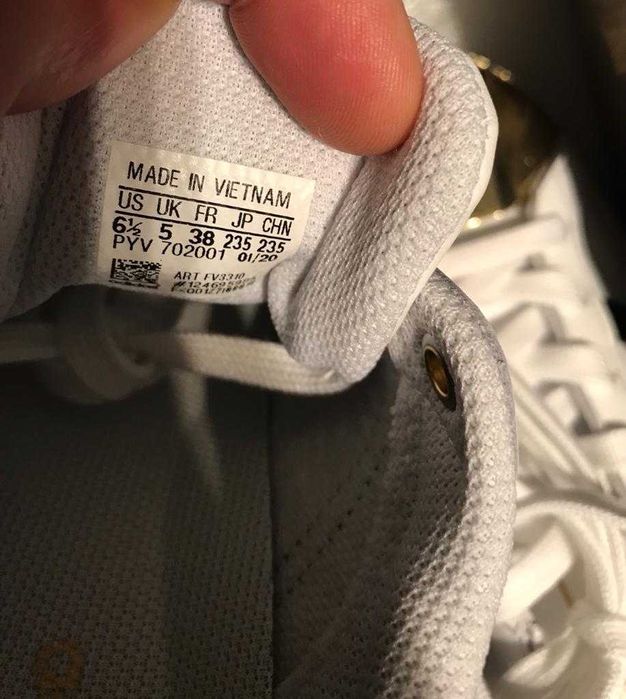 MADE IN VIETNAM
US UK FR JP CHN
6½ 5 38 235 235
PYV 702001 01/20
ART FV3310